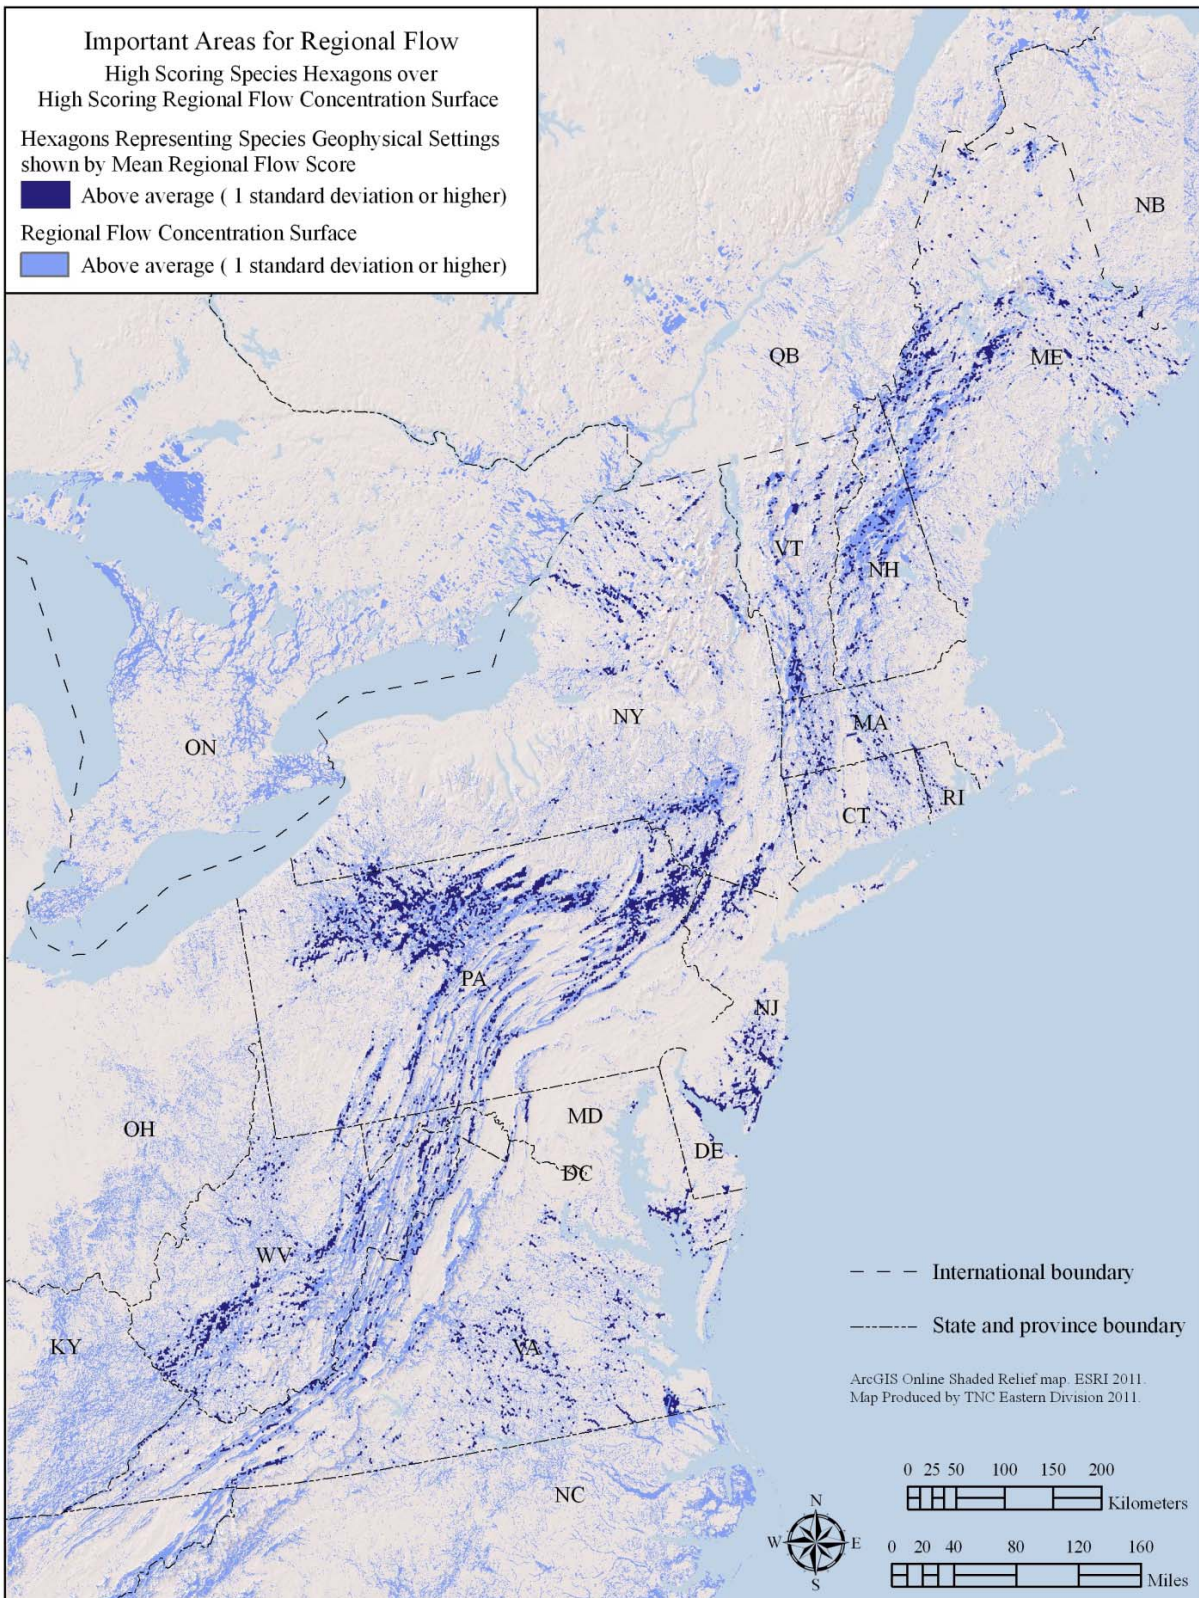 Important Areas for Regional Flow
High Scoring Species Hexagons over
High Scoring Regional Flow Concentration Surface
Hexagons Representing Species Geophysical Settings
shown by Mean Regional Flow Score
Above average ( 1 standard deviation or higher)
Regional Flow Concentration Surface
Above average ( 1 standard deviation or higher)
NB
QB
ME
VT
NH
NY
MA
ON
RI
CT
PA
NJ
MD
OH
DE
DC
WV
KY
VA
NC
International boundary
State and province boundary
ArcGIS Online Shaded Relief map. ESRI 2011.
Map Produced by TNC Eastern Division 2011.
0 25 50 100 150 200
Kilometers
N
W E
S
0 20 40 80 120 160
Miles